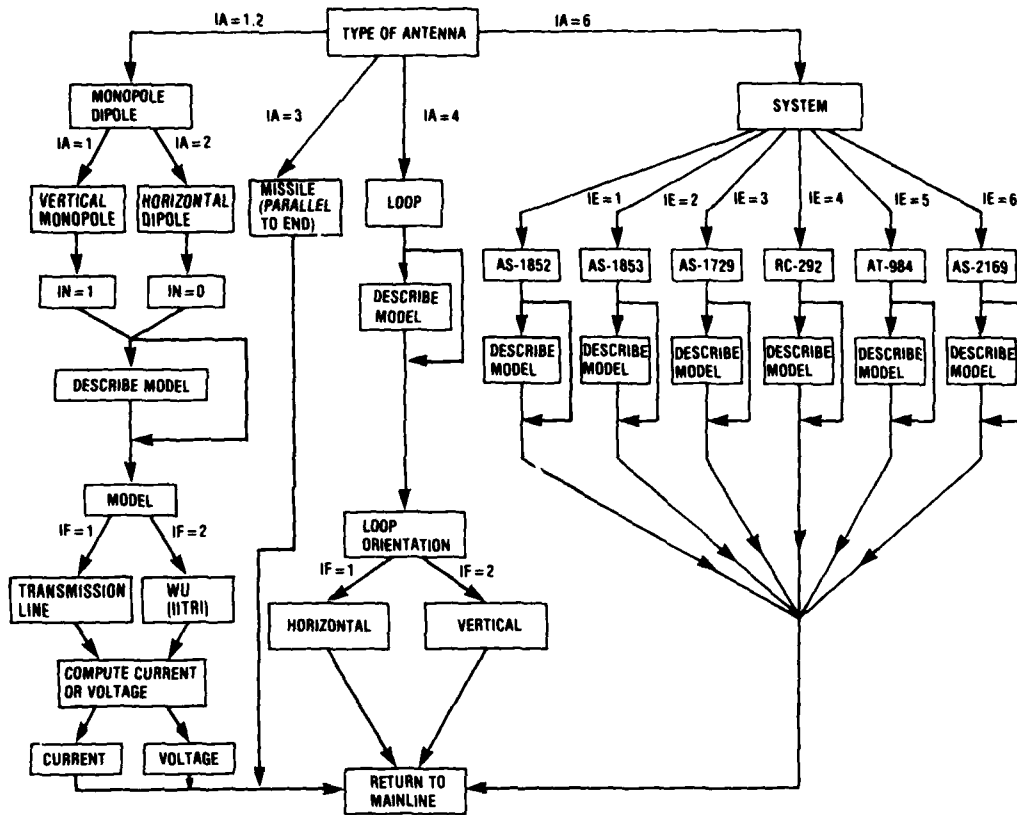 TYPE OF ANTENNA
IA=1,2
IA=6
MONOPOLE
DIPOLE
SYSTEM
IA=3
IA=4
IA=1
IA=2
VERTICAL
MONOPOLE
HORIZONTAL
DIPOLE
MISSILE
(PARALLEL
TO END)
LOOP
IE=1
IE=2
IE=3
IE=4
IE=5
IE=6
AS-1852
AS-1853
AS-1729
RC-292
AT-984
AS-2169
IN=1
IN=0
DESCRIBE
MODEL
DESCRIBE
MODEL
DESCRIBE
MODEL
DESCRIBE
MODEL
DESCRIBE
MODEL
DESCRIBE
MODEL
DESCRIBE
MODEL
DESCRIBE MODEL
MODEL
IF=1
IF=2
LOOP
ORIENTATION
IF=1
IF=2
TRANSMISSION
LINE
WU
(IITRI)
HORIZONTAL
VERTICAL
COMPUTE CURRENT
OR VOLTAGE
CURRENT
VOLTAGE
RETURN TO
MAINLINE